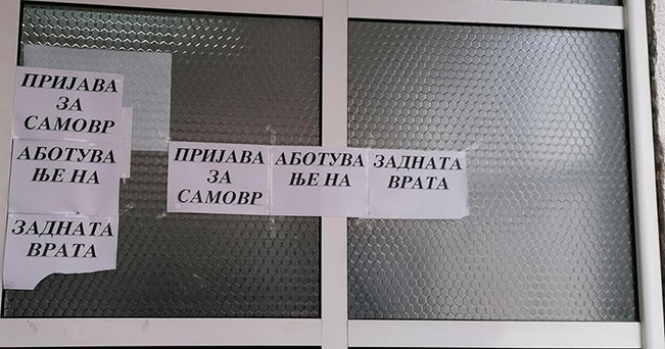 ПРИЈАВА
ЗА
САМОВР
АБОТУВА
ЊЕ НА
ЗАДНАТА
ВРАТА
ПРИЈАВА
ЗА
САМОВР
АБОТУВА
ЊЕ НА
ЗАДНАТА
ВРАТА